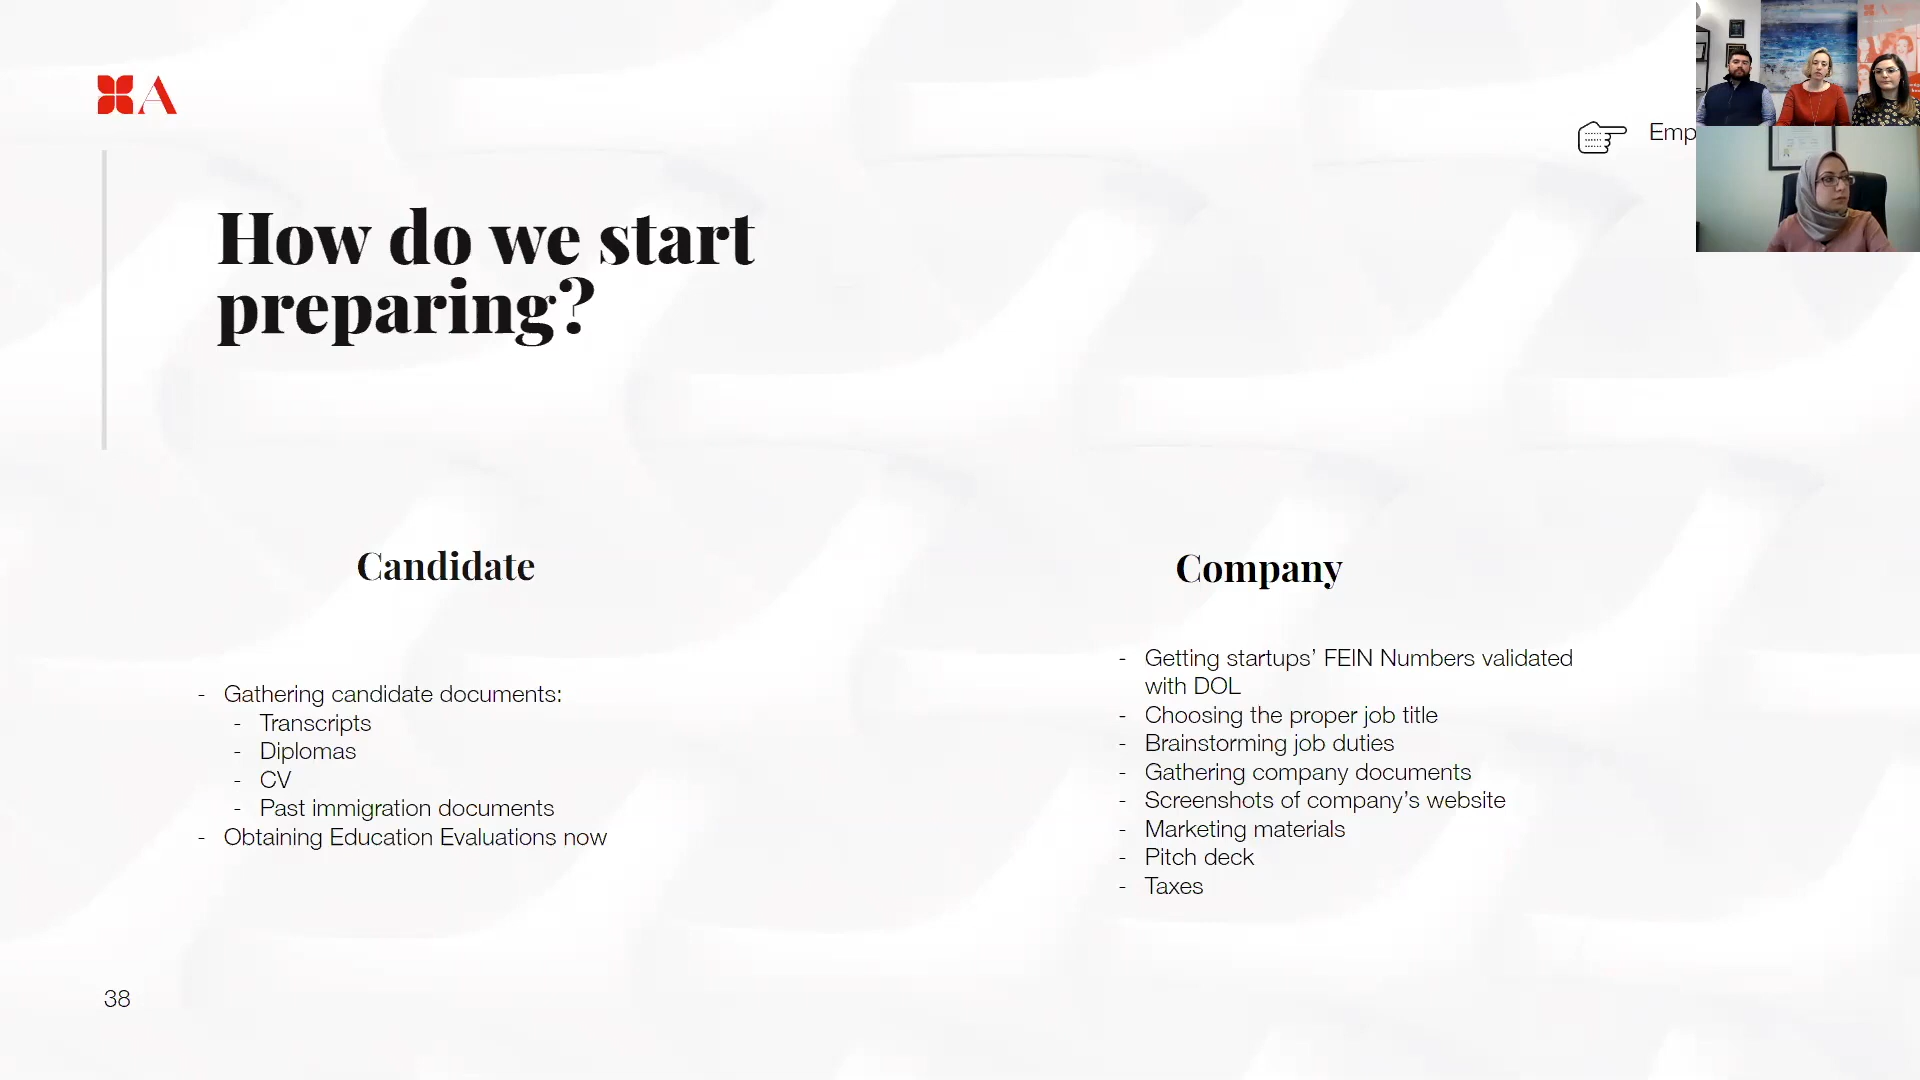 A
Emp
How do we start
preparing?
Candidate
- Gathering candidate documents:
- Transcripts
- Diplomas
- CV
- Past immigration documents
- Obtaining Education Evaluations now
Company
- Getting startups’ FEIN Numbers validated
with DOL
- Choosing the proper job title
- Brainstorming job duties
- Gathering company documents
- Screenshots of company’s website
- Marketing materials
- Pitch deck
- Taxes
38